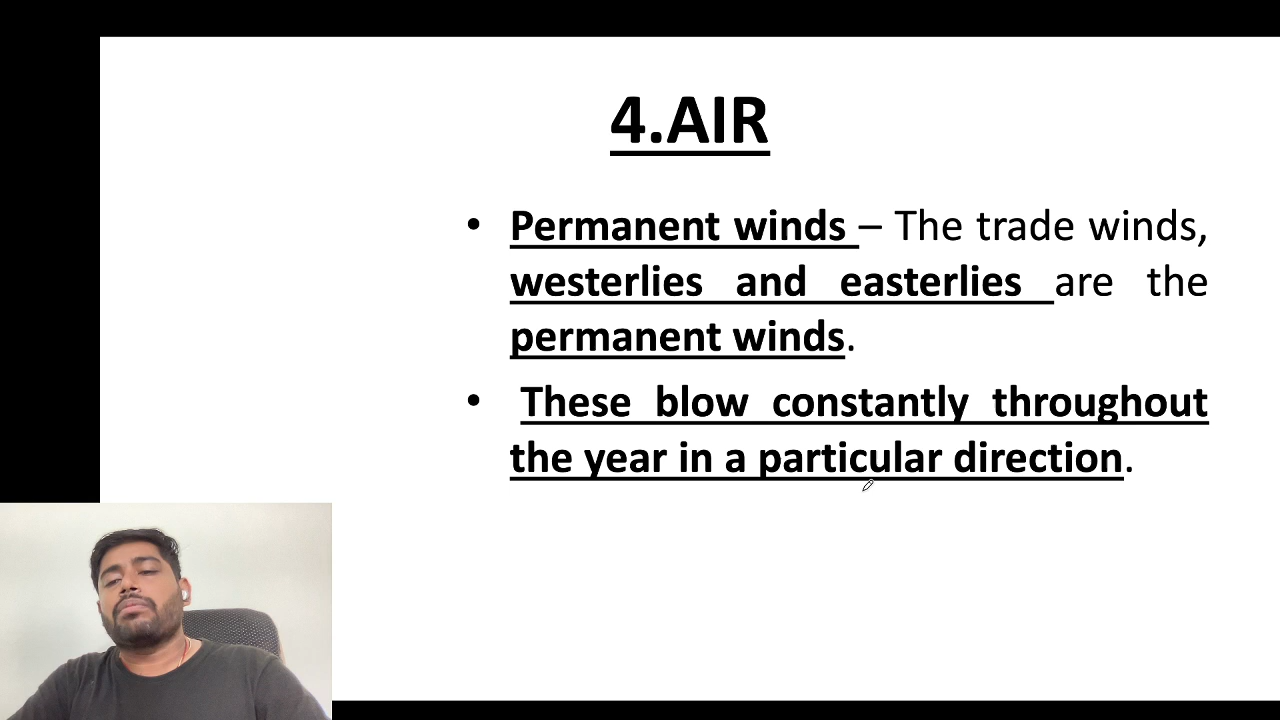 4.AIR
• Permanent winds – The trade winds,
westerlies and easterlies are the
permanent winds.
• These blow constantly throughout
the year in a particular direction.